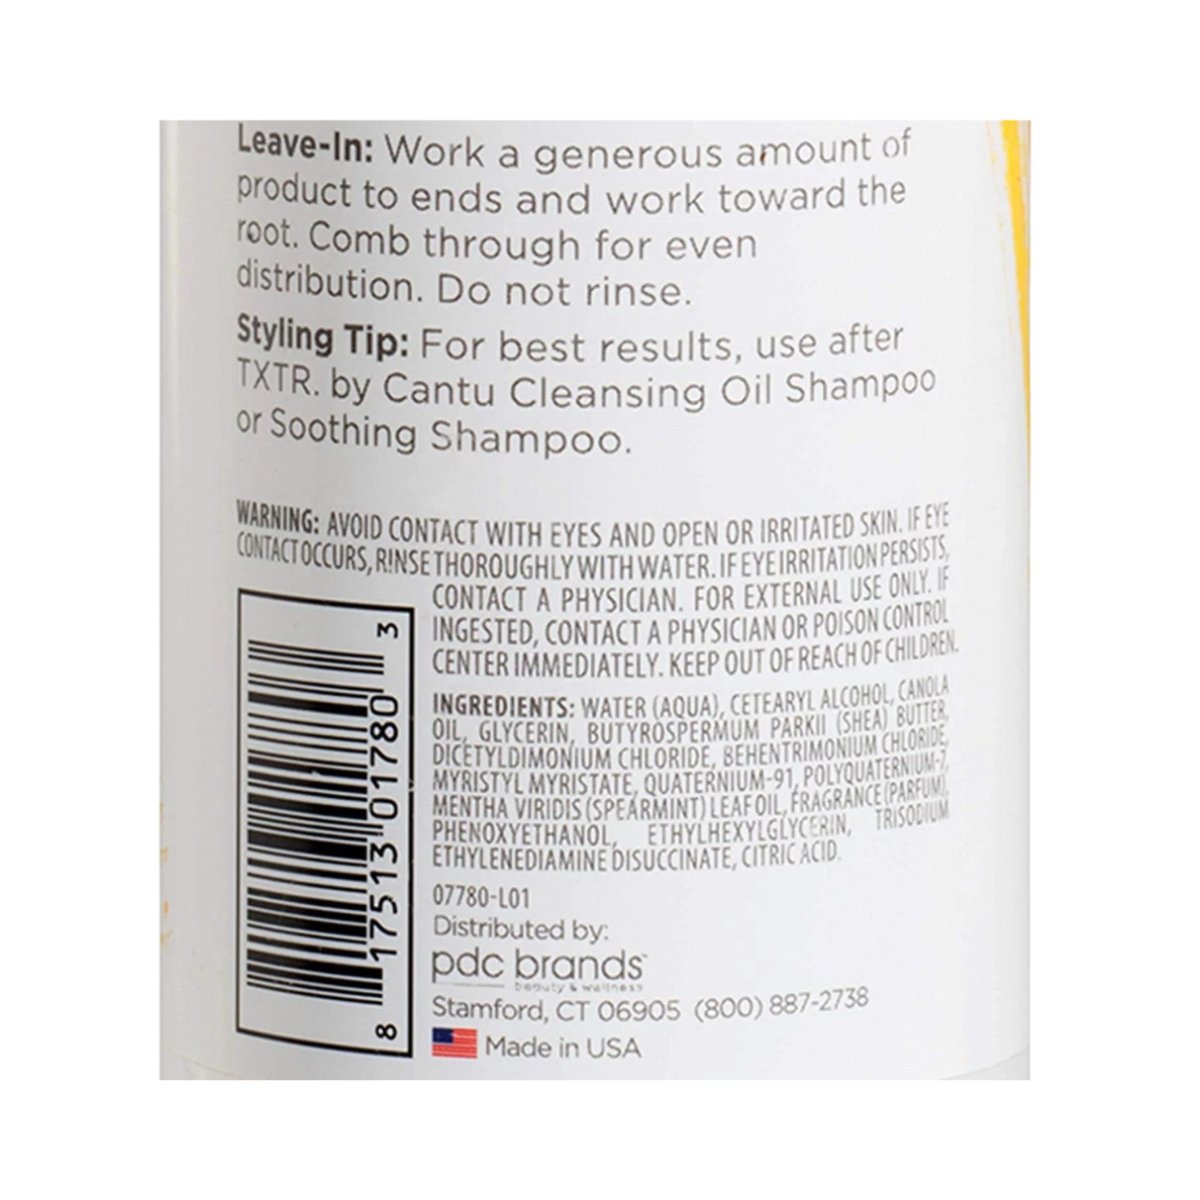 Leave-In: Work a generous amount of
product to ends and work toward the
root. Comb through for even
distribution. Do not rinse.
Styling Tip: For best results, use after
TXTR. by Cantu Cleansing Oil Shampoo
or Soothing Shampoo.
WARNING: AVOID CONTACT WITH EYES AND OPEN OR IRRITATED SKIN. IF EYE
CONTACT OCCURS, RINSE THOROUGHLY WITH WATER. IF EYE IRRITATION PERSISTS,
CONTACT A PHYSICIAN. FOR EXTERNAL USE ONLY. IF
INGESTED, CONTACT A PHYSICIAN OR POISON CONTROL
CENTER IMMEDIATELY. KEEP OUT OF REACH OF CHILDREN.
INGREDIENTS: WATER (AQUA), CETEARYL ALCOHOL, CANOLA
OIL, GLYCERIN, BUTYROSPERMUM PARKII (SHEA) BUTTER,
DICETYLDIMONIUM CHLORIDE, BEHENTRIMONIUM CHLORIDE,
MYRISTYL MYRISTATE, QUATERNIUM-91, POLYQUATERNIUM-7,
MENTHA VIRIDIS (SPEARMINT) LEAF OIL, FRAGRANCE (PARFUM),
PHENOXYETHANOL, ETHYLHEXYLGLYCERIN, TRISODIUM
ETHYLENEDIAMINE DISUCCINATE, CITRIC ACID.
8 17513 01780 3
07780-L01
Distributed by:
pdc brands™
beauty & wellness
Stamford, CT 06905 (800) 887-2738
Made in USA